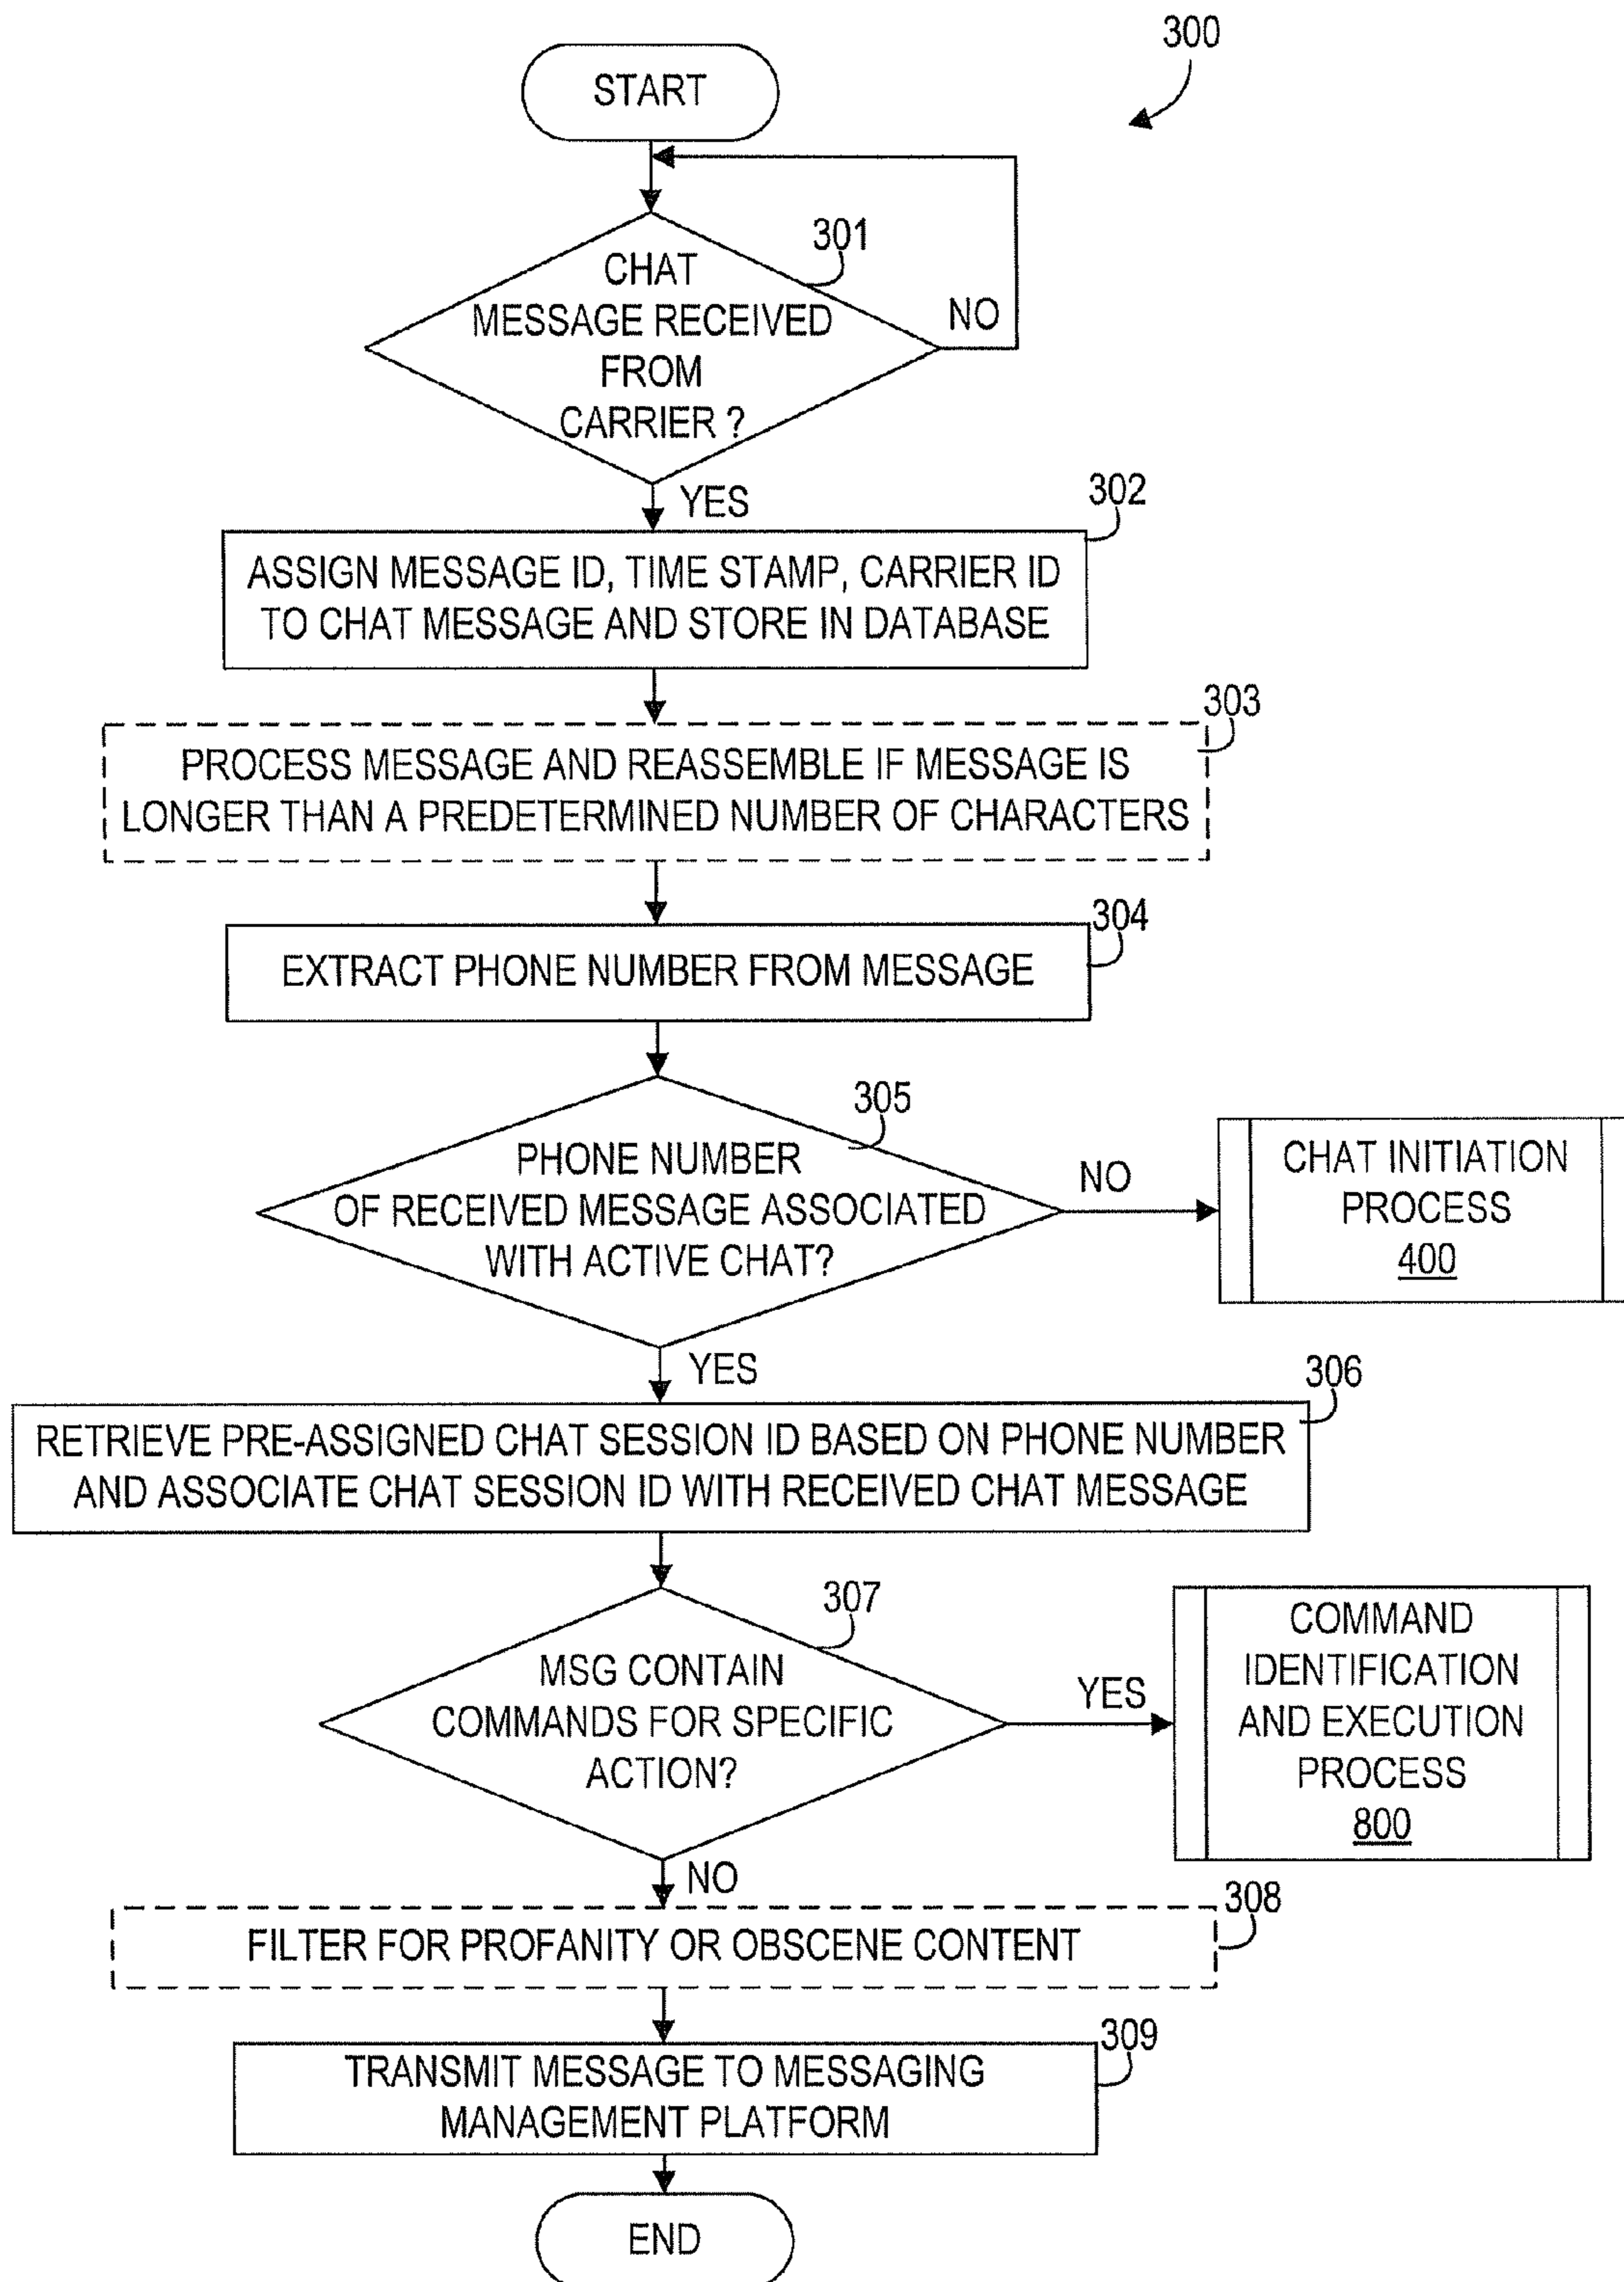 300
START
301
CHAT
MESSAGE RECEIVED
FROM
CARRIER ?
NO
YES
302
ASSIGN MESSAGE ID, TIME STAMP, CARRIER ID
TO CHAT MESSAGE AND STORE IN DATABASE
303
PROCESS MESSAGE AND REASSEMBLE IF MESSAGE IS
LONGER THAN A PREDETERMINED NUMBER OF CHARACTERS
304
EXTRACT PHONE NUMBER FROM MESSAGE
305
PHONE NUMBER
OF RECEIVED MESSAGE ASSOCIATED
WITH ACTIVE CHAT?
NO
CHAT INITIATION
PROCESS
400
YES
306
RETRIEVE PRE-ASSIGNED CHAT SESSION ID BASED ON PHONE NUMBER
AND ASSOCIATE CHAT SESSION ID WITH RECEIVED CHAT MESSAGE
307
MSG CONTAIN
COMMANDS FOR SPECIFIC
ACTION?
YES
COMMAND
IDENTIFICATION
AND EXECUTION
PROCESS
800
NO
308
FILTER FOR PROFANITY OR OBSCENE CONTENT
309
TRANSMIT MESSAGE TO MESSAGING
MANAGEMENT PLATFORM
END